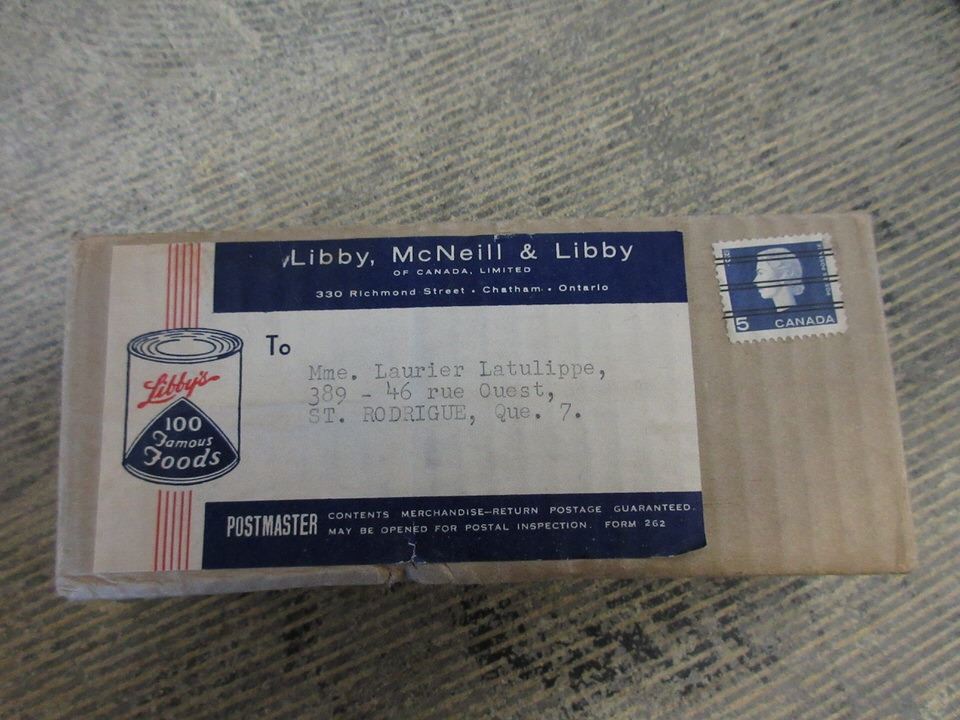 Libby, McNeill & Libby
OF CANADA, LIMITED
330 Richmond Street • Chatham • Ontario
To
Mme. Laurier Latulippe,
389 - 46 rue Ouest,
ST. RODRIGUE, Que. 7.
Libby's
100
Famous
Foods
POSTMASTER
CONTENTS MERCHANDISE—RETURN POSTAGE GUARANTEED.
MAY BE OPENED FOR POSTAL INSPECTION. FORM 262
5
CANADA